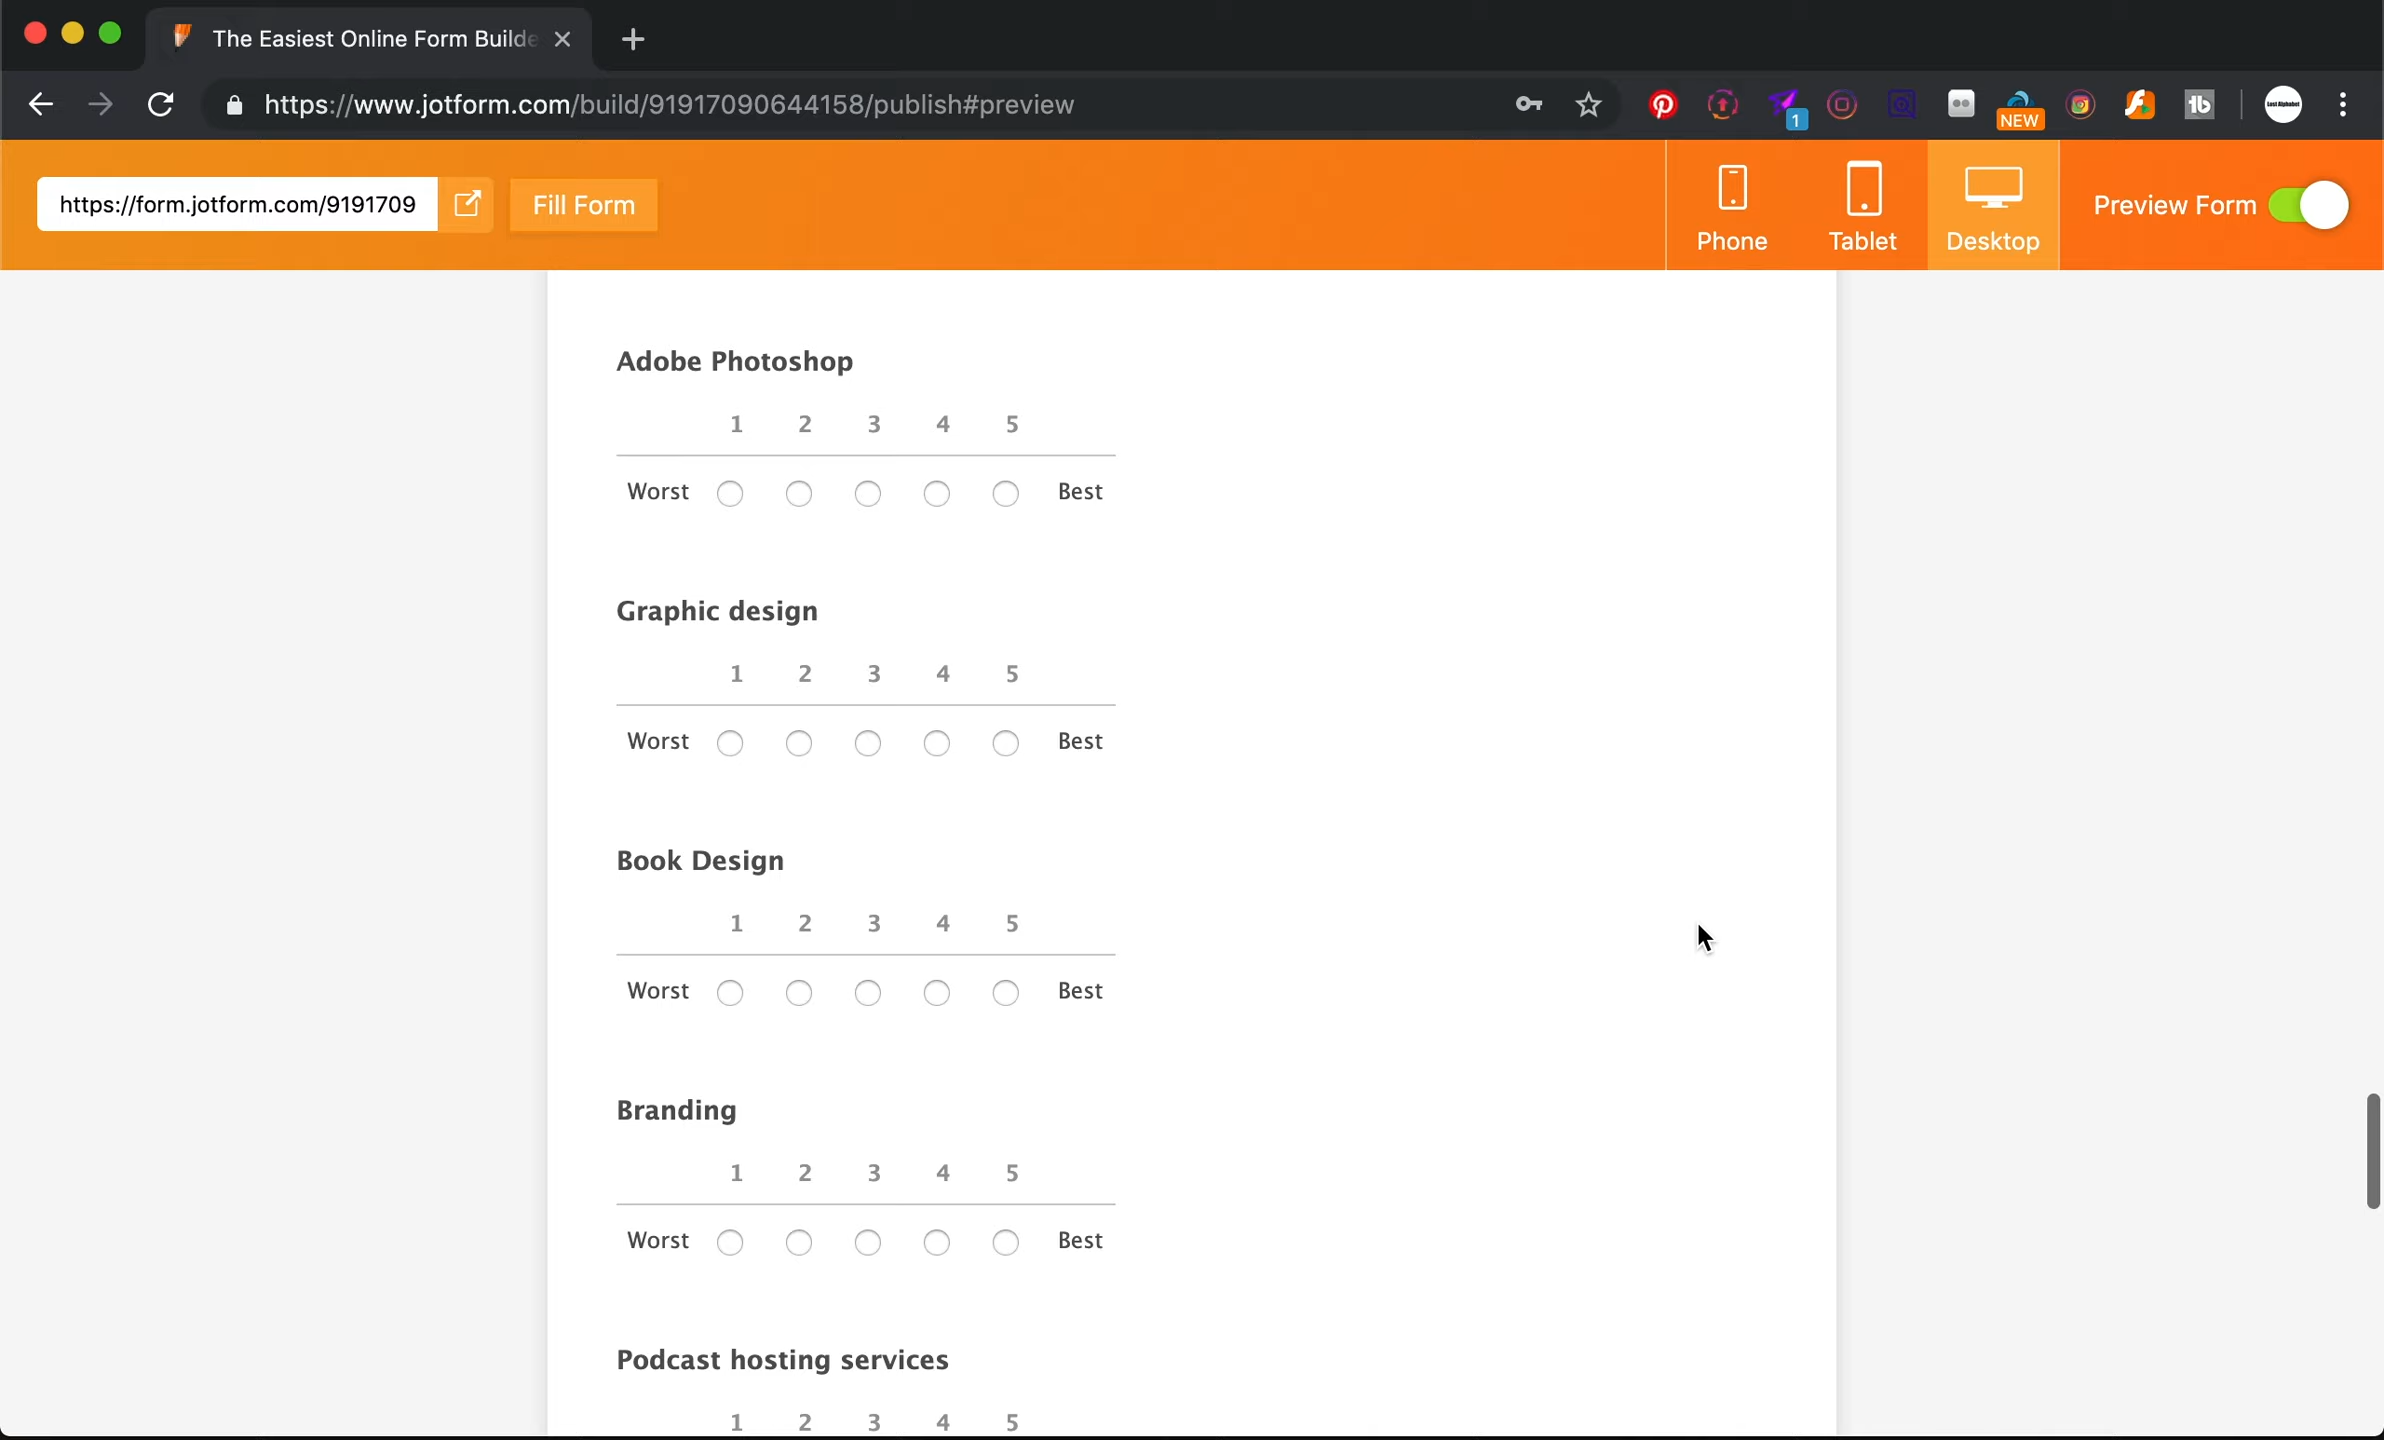 The Easiest Online Form Builde
https://www.jotform.com/build/91917090644158/publish#preview
1
NEW
https://form.jotform.com/9191709
Fill Form
Phone
Tablet
Desktop
Preview Form
Adobe Photoshop
1 2 3 4 5
Worst Best
Graphic design
1 2 3 4 5
Worst Best
Book Design
1 2 3 4 5
Worst Best
Branding
1 2 3 4 5
Worst Best
Podcast hosting services
1 2 3 4 5